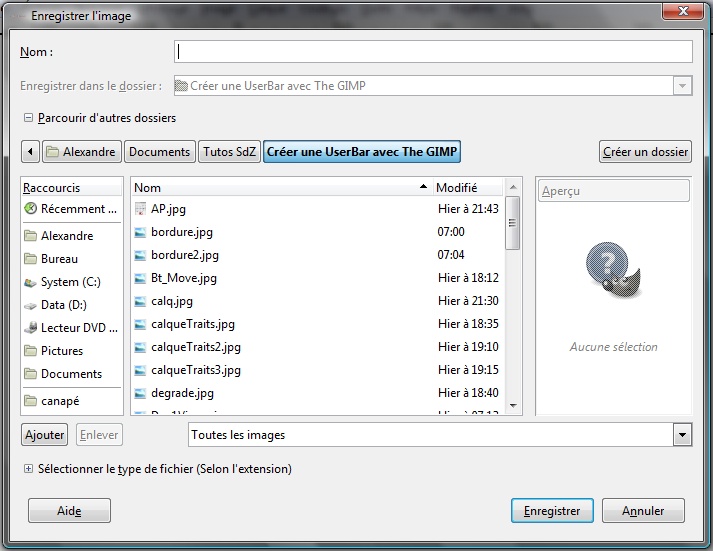 Enregistrer l'image
Nom :
Enregistrer dans le dossier : Créer une UserBar avec The GIMP
Parcourir d'autres dossiers
Alexandre Documents Tutos SdZ Créer une UserBar avec The GIMP Créer un dossier
Raccourcis
Récemment ...
Alexandre
Bureau
System (C:)
Data (D:)
Lecteur DVD ...
Pictures
Documents
canapé
Nom Modifié
AP.jpg Hier à 21:43
bordure.jpg 07:00
bordure2.jpg 07:04
Bt_Move.jpg Hier à 18:12
calq.jpg Hier à 21:30
calqueTraits.jpg Hier à 18:35
calqueTraits2.jpg Hier à 19:10
calqueTraits3.jpg Hier à 19:15
degrade.jpg Hier à 18:40
Aperçu
Aucune sélection
Ajouter Enlever Toutes les images
Sélectionner le type de fichier (Selon l'extension)
Aide Enregistrer Annuler